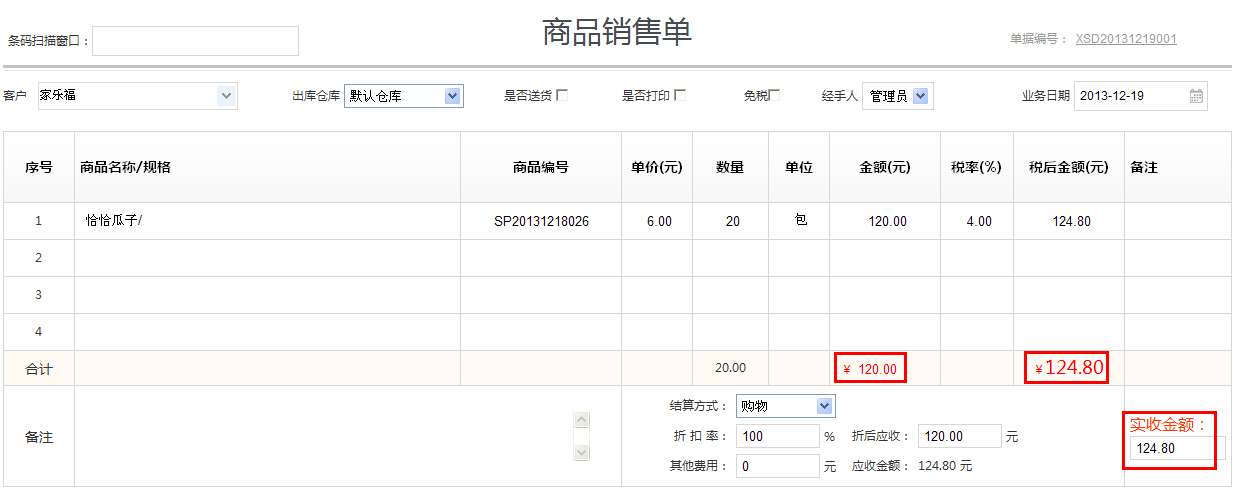 商品销售单
条码扫描窗口：
单据编号： XSD20131219001
客户 家乐福 出库仓库 默认仓库 是否送货 是否打印 免税 经手人 管理员 业务日期 2013-12-19
序号 商品名称/规格 商品编号 单价(元) 数量 单位 金额(元) 税率(%) 税后金额(元) 备注
1 恰恰瓜子/ SP20131218026 6.00 20 包 120.00 4.00 124.80
2
3
4
合计 20.00 ￥ 120.00 ￥124.80
备注
结算方式： 购物
折 扣 率： 100 % 折后应收： 120.00 元
其他费用： 0 元 应收金额： 124.80 元
实收金额：
124.80